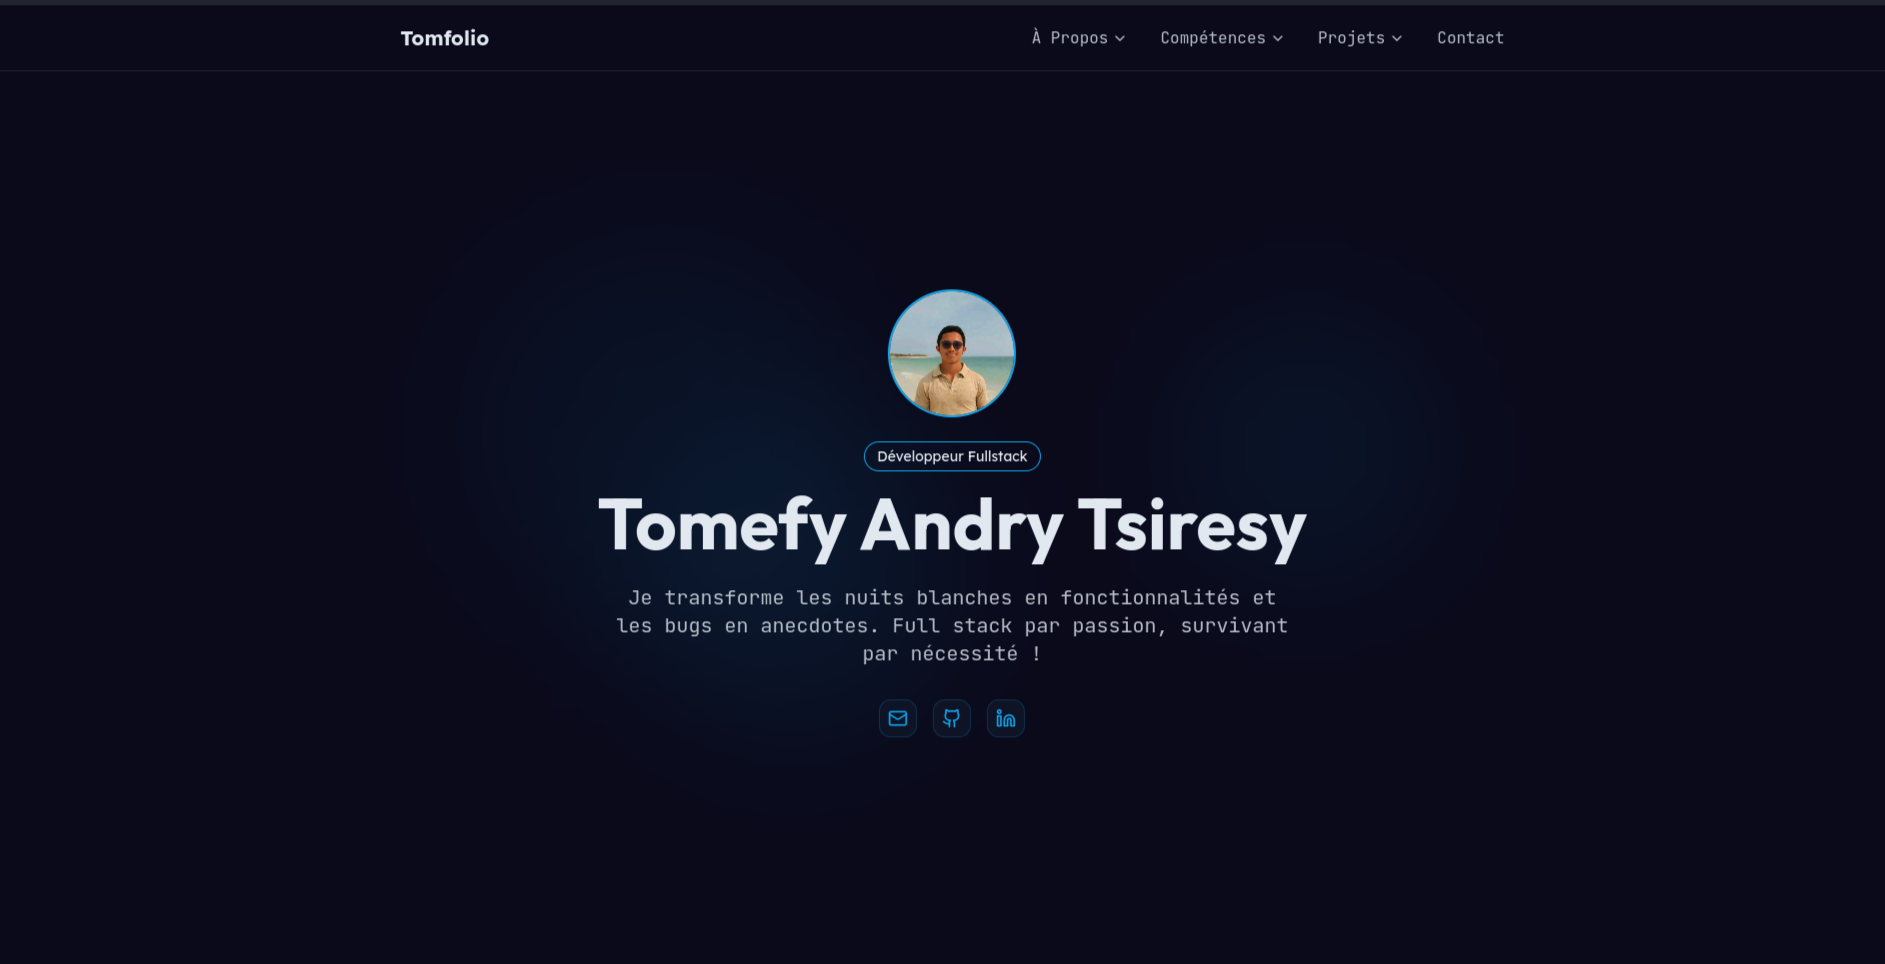 Tomfolio
À Propos
Compétences
Projets
Contact
Développeur Fullstack
Tomefy Andry Tsiresy
Je transforme les nuits blanches en fonctionnalités et
les bugs en anecdotes. Full stack par passion, survivant
par nécessité !